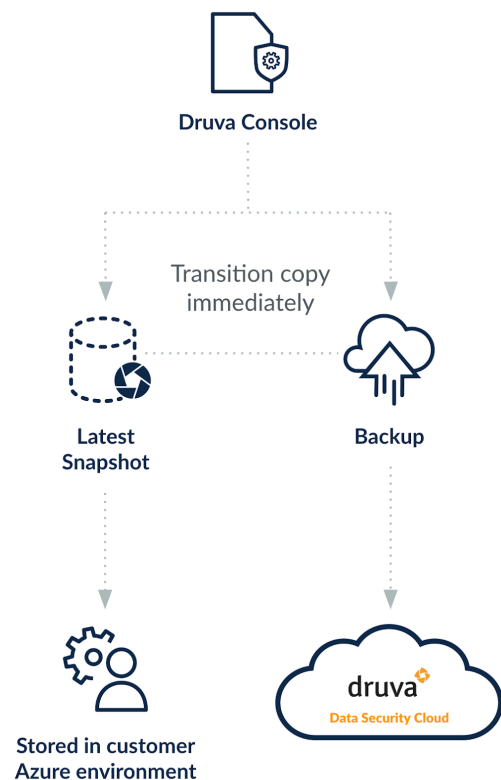 Druva Console
Transition copy
immediately
Latest
Snapshot
Backup
druva
Data Security Cloud
Stored in customer
Azure environment